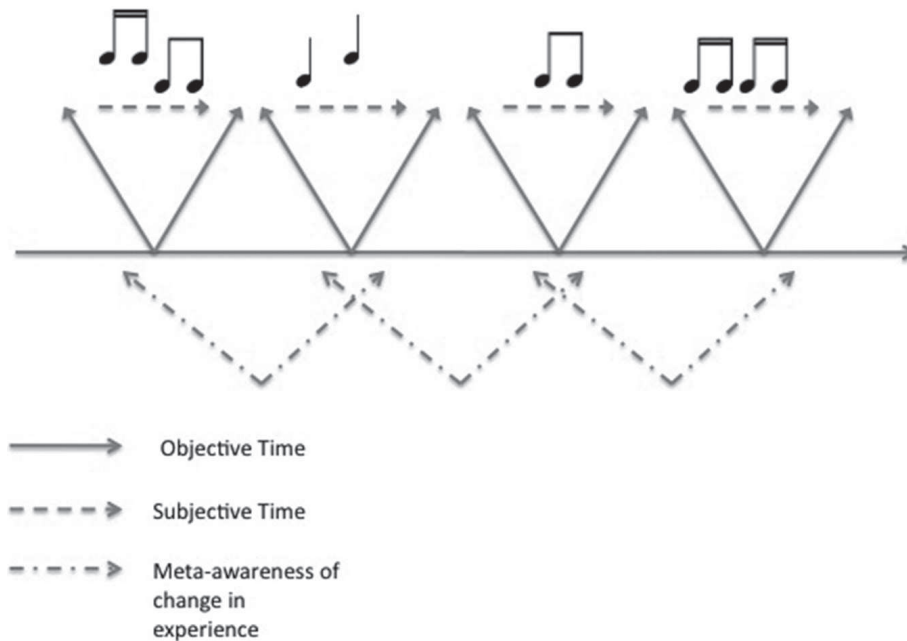 Objective Time
Subjective Time
Meta-awareness of
change in
experience